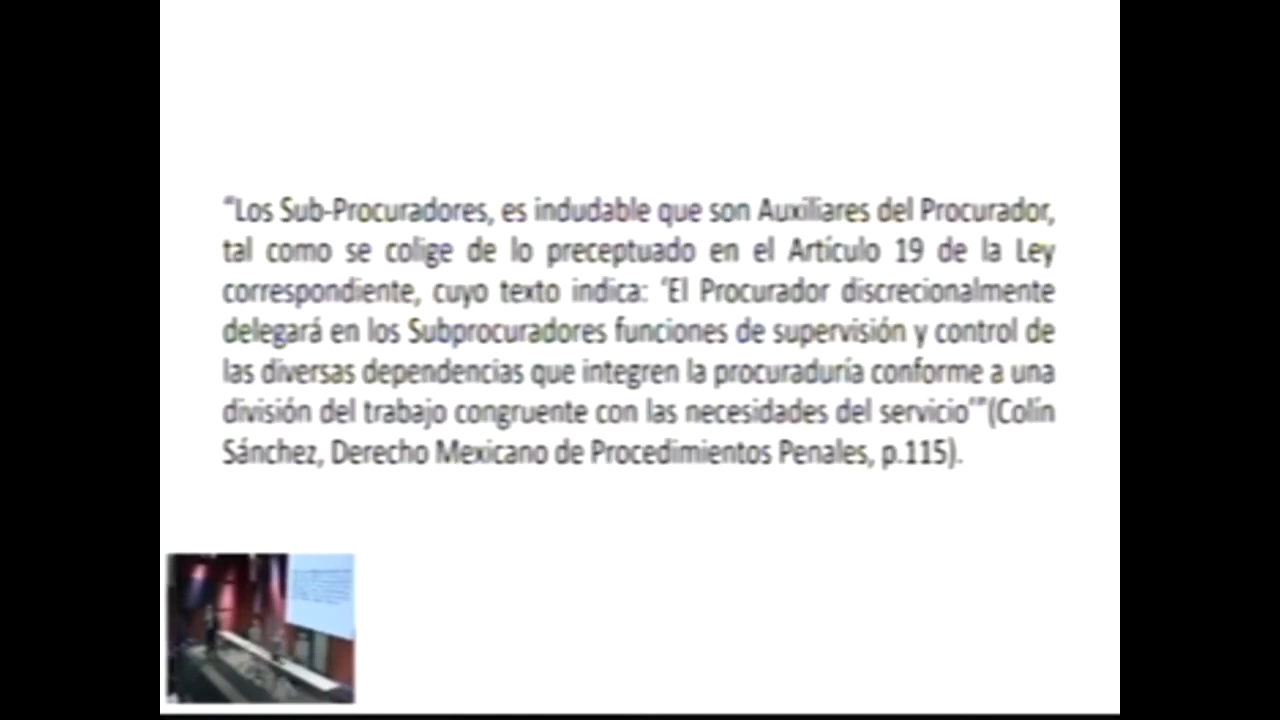 “Los Sub-Procuradores, es indudable que son Auxiliares del Procurador,
tal como se colige de lo preceptuado en el Artículo 19 de la Ley
correspondiente, cuyo texto indica: ‘El Procurador discrecionalmente
delegará en los Subprocuradores funciones de supervisión y control de
las diversas dependencias que integren la procuraduría conforme a una
división del trabajo congruente con las necesidades del servicio’”(Colín
Sánchez, Derecho Mexicano de Procedimientos Penales, p.115).